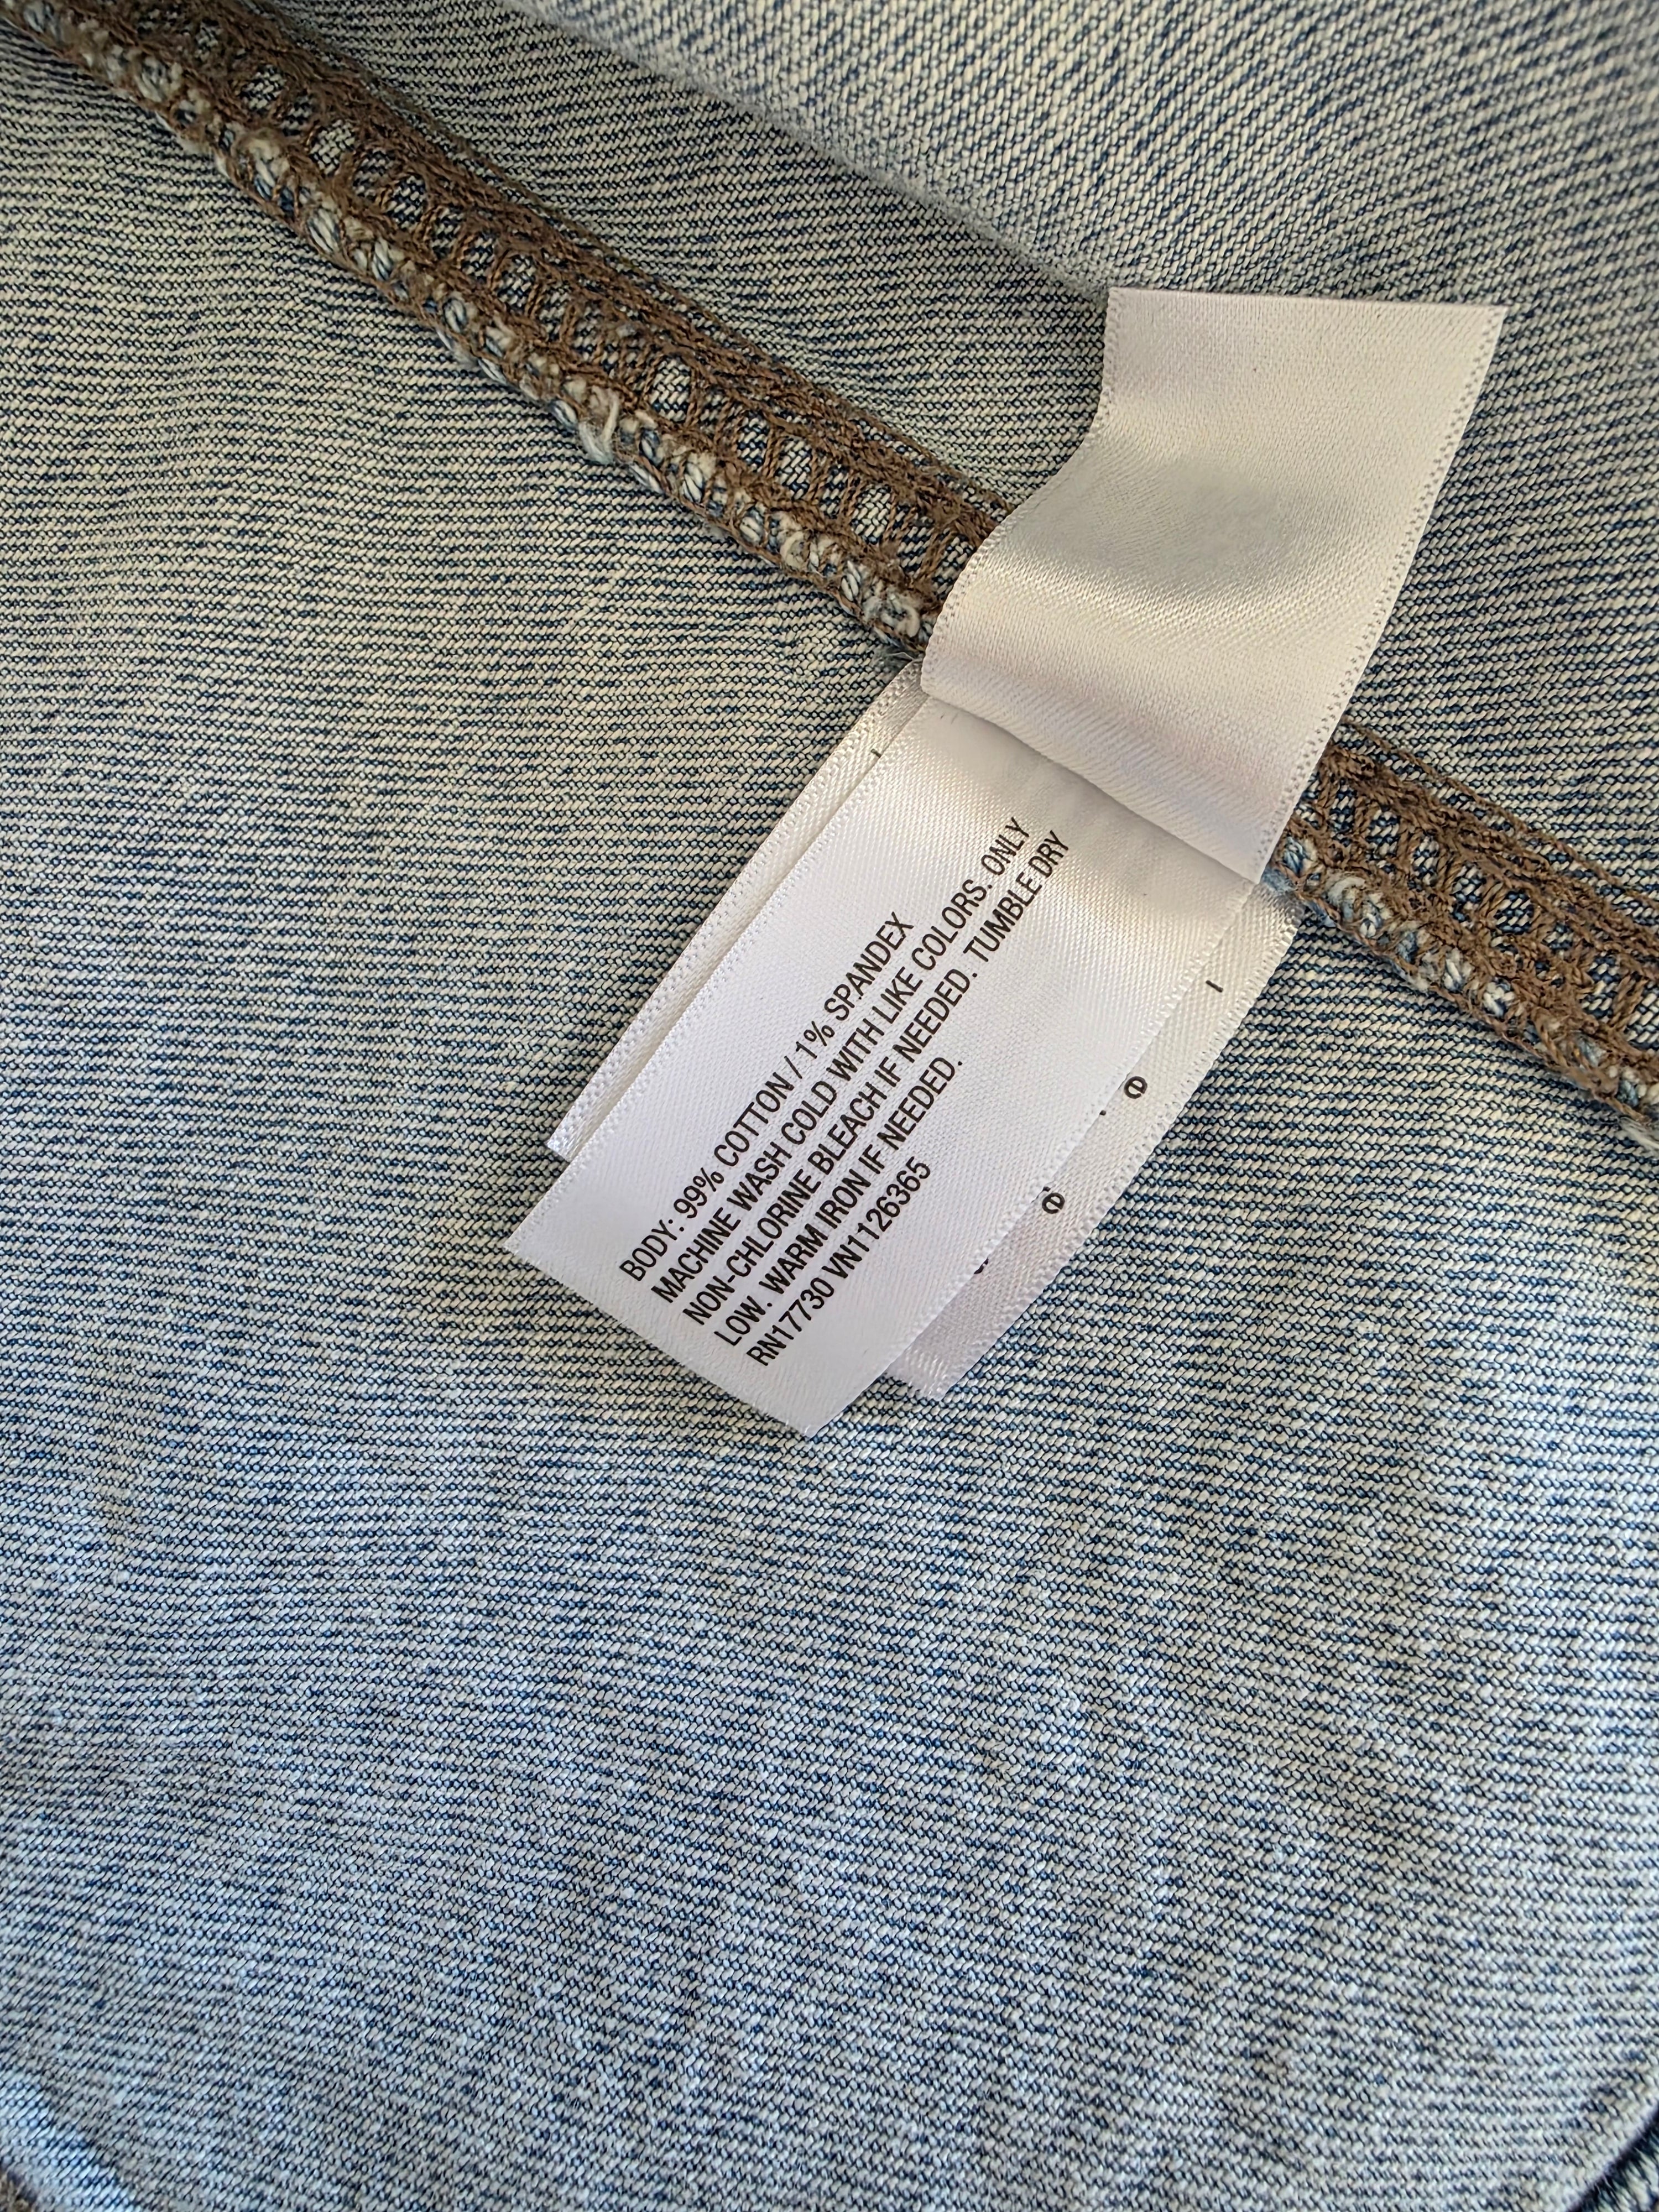 BODY: 99% COTTON / 1% SPANDEX
MACHINE WASH COLD WITH LIKE COLORS. ONLY
NON-CHLORINE BLEACH IF NEEDED. TUMBLE DRY
LOW. WARM IRON IF NEEDED.
RN17730 VN1126365